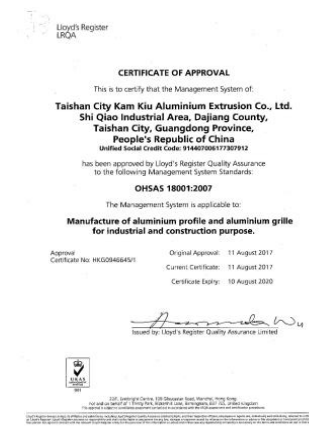 Lloyd's Register
LRQA
CERTIFICATE OF APPROVAL
This is to certify that the Management System of:
Taishan City Kam Kiu Aluminium Extrusion Co., Ltd.
Shi Qiao Industrial Area, Dajiang County,
Taishan City, Guangdong Province,
People's Republic of China
Unified Social Credit Code: 914407006177307912
has been approved by Lloyd's Register Quality Assurance
to the following Management System Standards:
OHSAS 18001:2007
The Management System is applicable to:
Manufacture of aluminium profile and aluminium grille
for industrial and construction purpose.
Approval
Certificate No: HKG0946645/1
Original Approval: 11 August 2017
Current Certificate: 11 August 2017
Certificate Expiry: 10 August 2020
Issued by: Lloyd's Register Quality Assurance Limited
UKAS
001